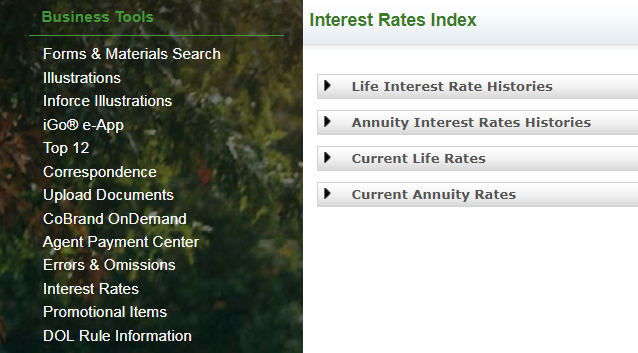 Business Tools
Forms & Materials Search
Illustrations
Inforce Illustrations
iGo® e-App
Top 12
Correspondence
Upload Documents
CoBrand OnDemand
Agent Payment Center
Errors & Omissions
Interest Rates
Promotional Items
DOL Rule Information
Interest Rates Index
Life Interest Rate Histories
Annuity Interest Rates Histories
Current Life Rates
Current Annuity Rates